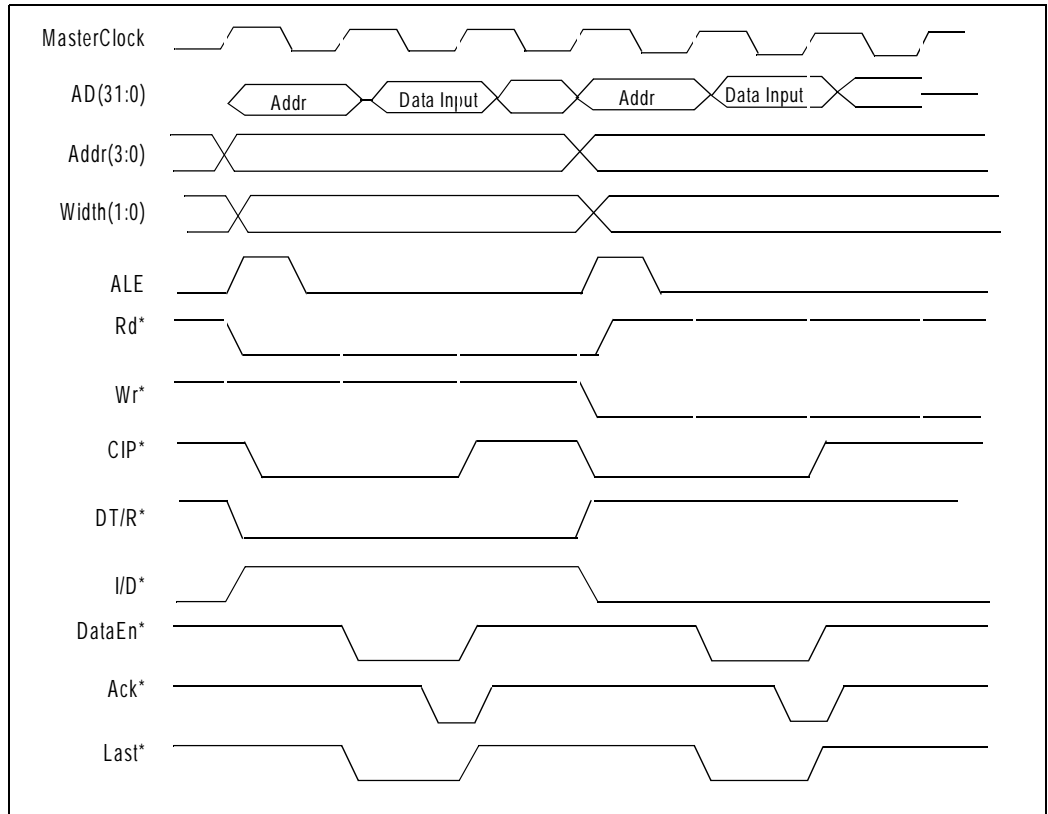 MasterClock
AD(31:0)
Addr
Data Input
Addr
Data Input
Addr(3:0)
Width(1:0)
ALE
Rd*
Wr*
CIP*
DT/R*
I/D*
DataEn*
Ack*
Last*